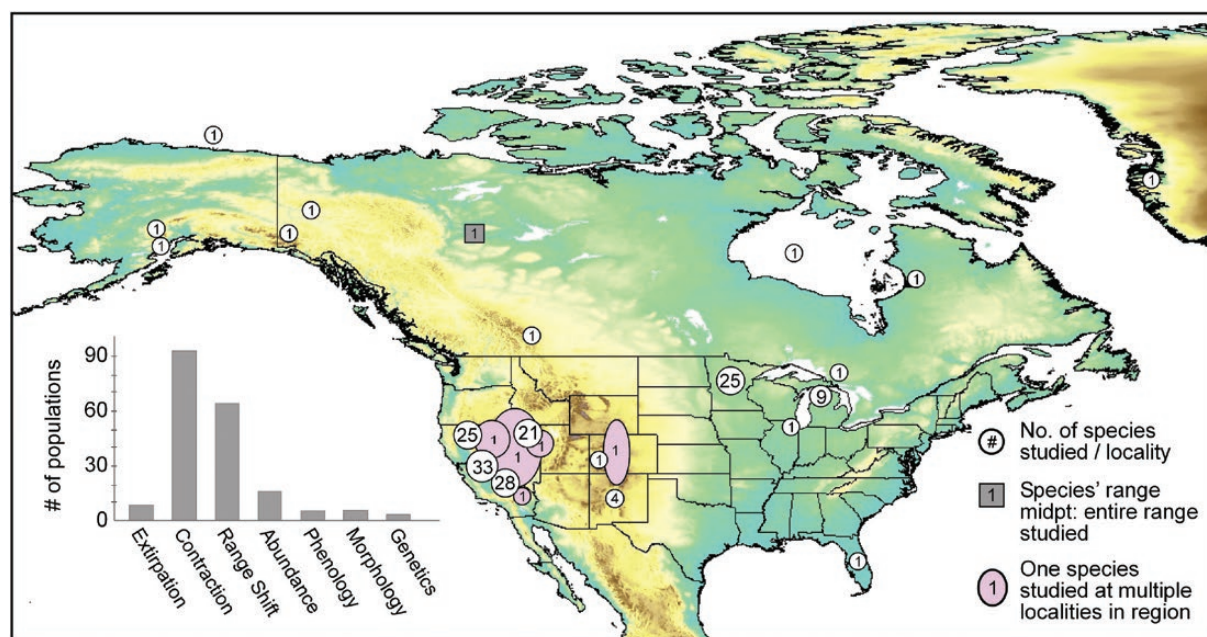 1
1
1
1
1
1
1
1
1
1
1
25
9
1
25
1
21
1
1
1
1
33
28
1
4
1
# of populations
90
60
30
0
Extirpation
Contraction
Range Shift
Abundance
Phenology
Morphology
Genetics
# No. of species
studied / locality
1 Species' range
midpt: entire range
studied
1 One species
studied at multiple
localities in region